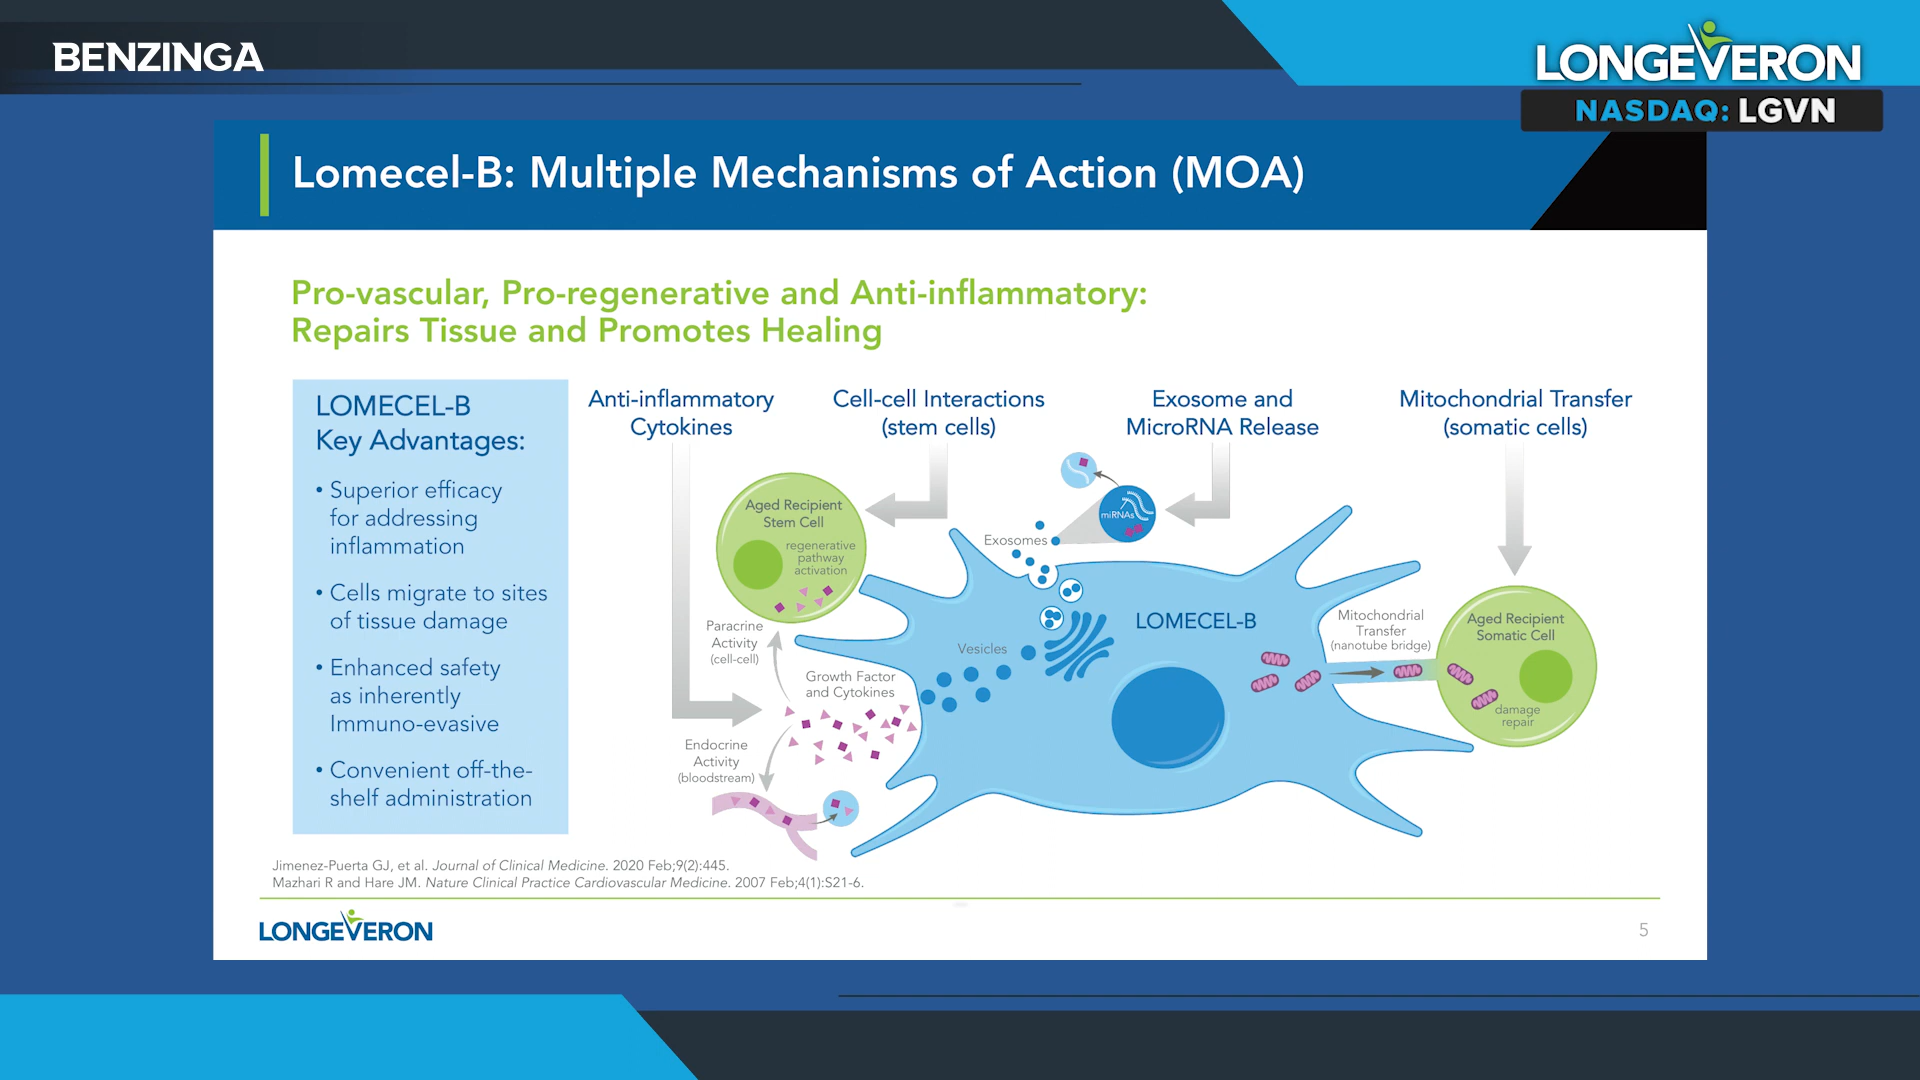 BENZINGA
LONGEVERON
NASDAQ: LGVN
Lomecel-B: Multiple Mechanisms of Action (MOA)
Pro-vascular, Pro-regenerative and Anti-inflammatory:
Repairs Tissue and Promotes Healing
LOMECEL-B
Key Advantages:
• Superior efficacy
for addressing
inflammation
• Cells migrate to sites
of tissue damage
• Enhanced safety
as inherently
Immuno-evasive
• Convenient off-the-
shelf administration
Anti-inflammatory
Cytokines
Cell-cell Interactions
(stem cells)
Exosome and
MicroRNA Release
Mitochondrial Transfer
(somatic cells)
Aged Recipient
Stem Cell
regenerative
pathway
activation
miRNAs
Exosomes
Paracrine
Activity
(cell-cell)
Growth Factor
and Cytokines
Vesicles
LOMECEL-B
Mitochondrial
Transfer
(nanotube bridge)
Aged Recipient
Somatic Cell
damage
repair
Endocrine
Activity
(bloodstream)
Jimenez-Puerta GJ, et al. Journal of Clinical Medicine. 2020 Feb;9(2):445.
Mazhari R and Hare JM. Nature Clinical Practice Cardiovascular Medicine. 2007 Feb;4(1):S21-6.
LONGEVERON
5